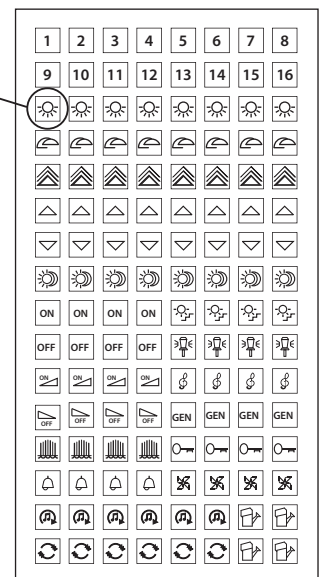 1 2 3 4 5 6 7 8
9 10 11 12 13 14 15 16
ON ON ON ON
OFF OFF OFF OFF
ON ON ON ON
OFF OFF OFF OFF GEN GEN GEN GEN